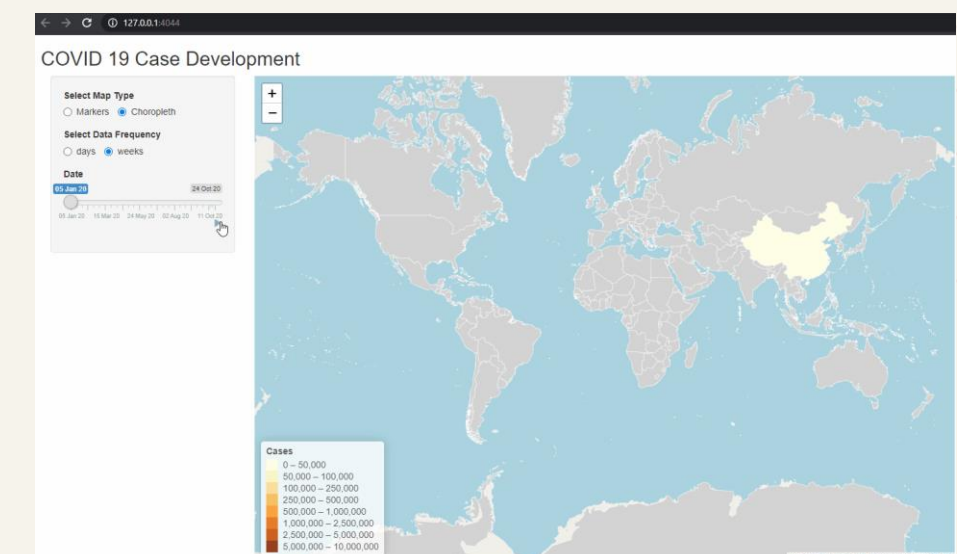 127.0.0.1:4044
COVID 19 Case Development
Select Map Type
Markers Choropleth
Select Data Frequency
days weeks
Date
05 Jan 20 24 Oct 20
05 Jan 20 15 Mar 20 24 May 20 02 Aug 20 11 Oct 20
+
−
Cases
0 – 50,000
50,000 – 100,000
100,000 – 250,000
250,000 – 500,000
500,000 – 1,000,000
1,000,000 – 2,500,000
2,500,000 – 5,000,000
5,000,000 – 10,000,000